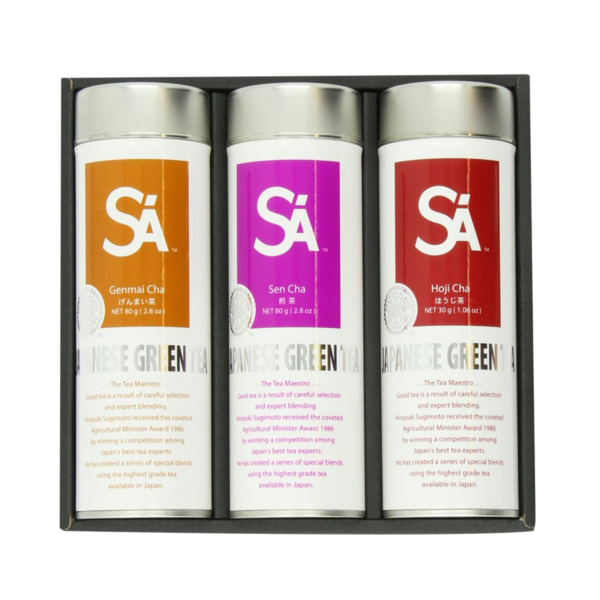 SA
TM
Genmai Cha
げんまい茶
NET 80 g ( 2.8 oz )
JAPANESE GREEN TEA
... The Tea Maestro ...
Good tea is a result of careful selection
and expert blending.
Hiroyuki Sugimoto received the coveted
Agricultural Minister Award 1986
by winning a competition among
Japan's best tea experts.
He has created a series of special blends
using the highest grade tea
available in Japan.
SA
TM
Sen Cha
煎 茶
NET 80 g ( 2.8 oz )
JAPANESE GREEN TEA
... The Tea Maestro ...
Good tea is a result of careful selection
and expert blending.
Hiroyuki Sugimoto received the coveted
Agricultural Minister Award 1986
by winning a competition among
Japan's best tea experts.
He has created a series of special blends
using the highest grade tea
available in Japan.
SA
TM
Hoji Cha
ほうじ茶
NET 30 g ( 1.06 oz )
JAPANESE GREEN TEA
... The Tea Maestro ...
Good tea is a result of careful selection
and expert blending.
Hiroyuki Sugimoto received the coveted
Agricultural Minister Award 1986
by winning a competition among
Japan's best tea experts.
He has created a series of special blends
using the highest grade tea
available in Japan.